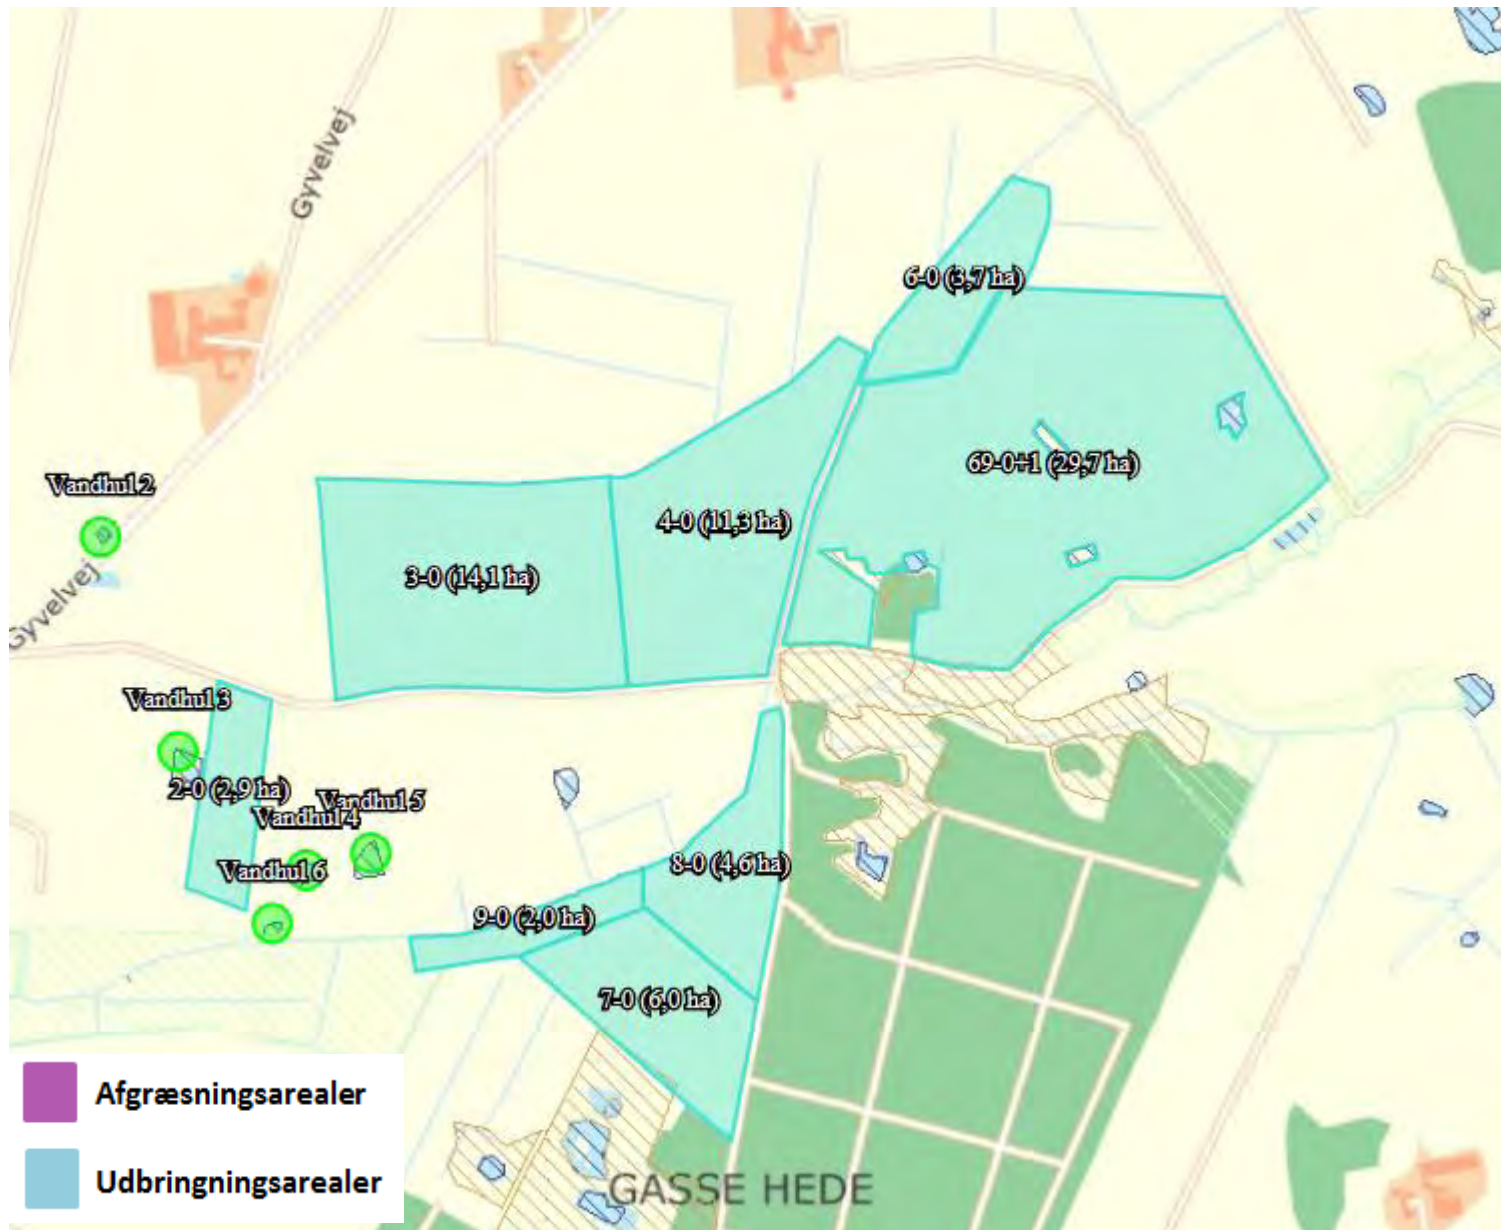 Gyvelvej
6-0 (3,7 ha)
69-0+1 (29,7 ha)
Vandhul 2
4-0 (11,3 ha)
3-0 (14,1 ha)
Gyvelvej
Vandhul 3
2-0 (2,9 ha)
Vandhul 5
Vandhul 4
Vandhul 6
8-0 (4,6 ha)
9-0 (2,0 ha)
7-0 (6,0 ha)
Afgræsningsarealer
Udbringningsarealer
GASSE HEDE